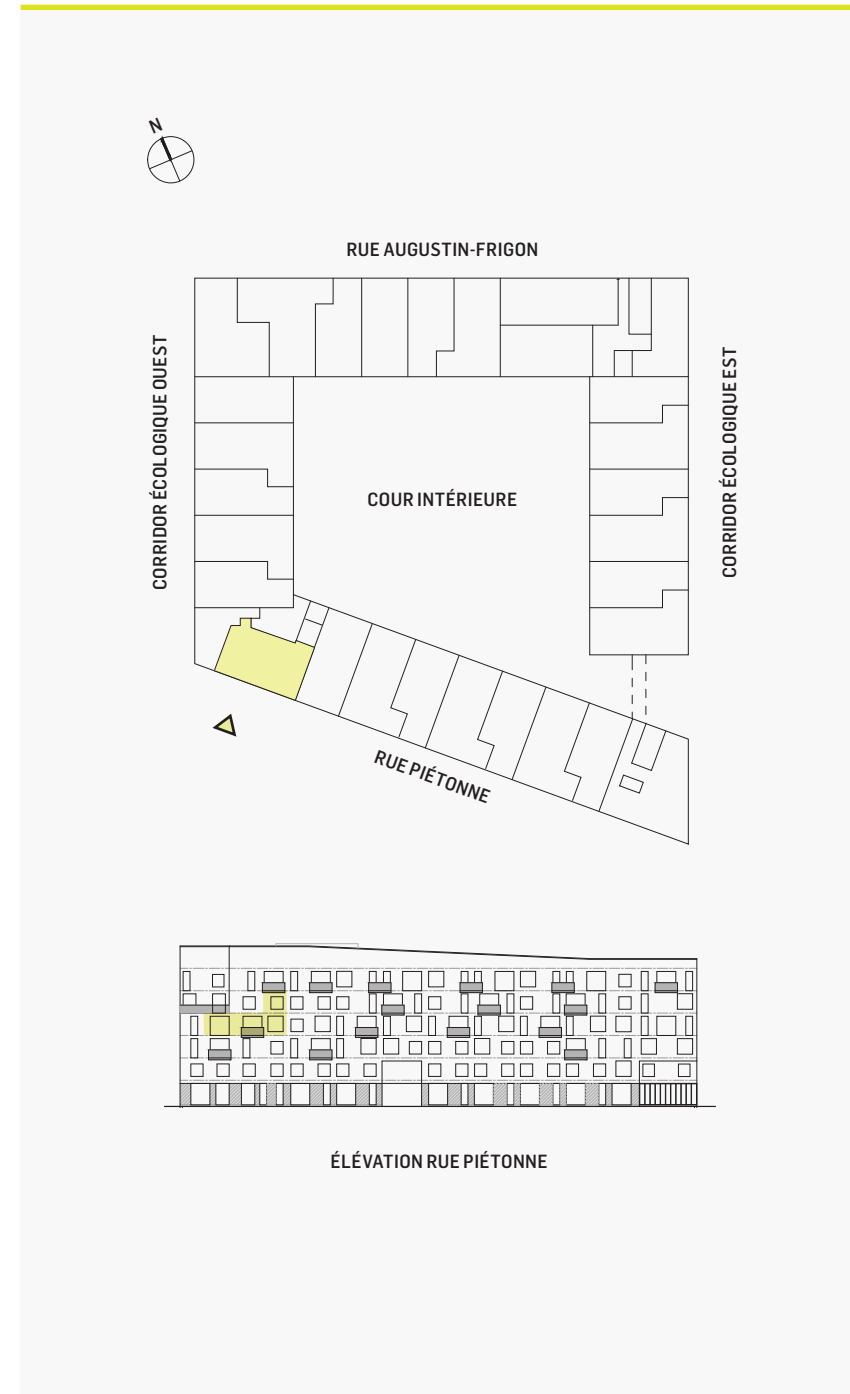 N
RUE AUGUSTIN-FRIGON
CORRIDOR ÉCOLOGIQUE OUEST
CORRIDOR ÉCOLOGIQUE EST
COUR INTÉRIEURE
RUE PIÉTONNE
ÉLÉVATION RUE PIÉTONNE